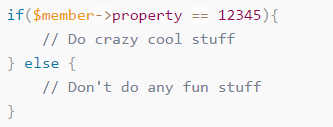 if($member->property == 12345){
    // Do crazy cool stuff
} else {
    // Don't do any fun stuff
}